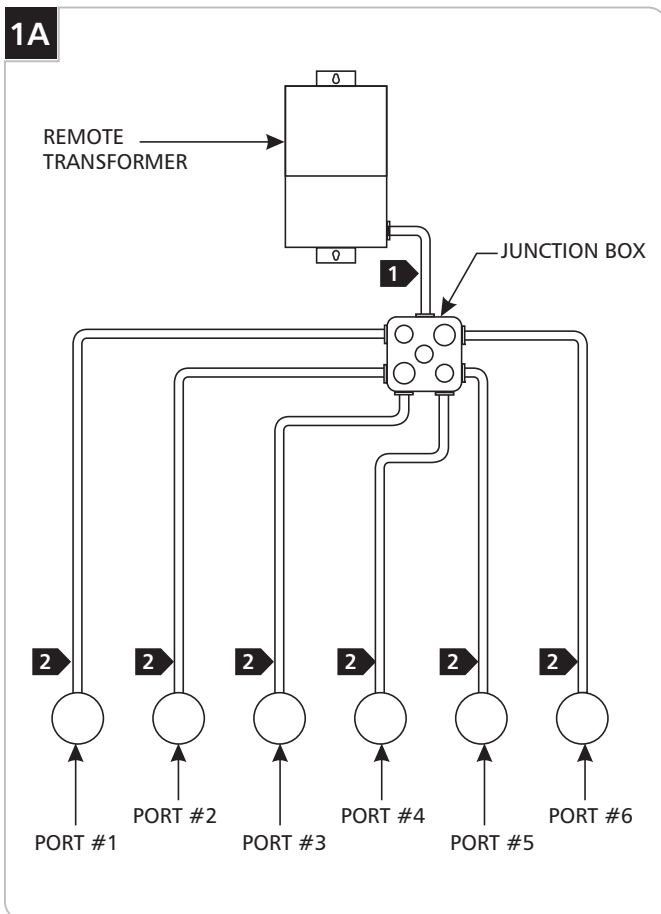 1A
REMOTE
TRANSFORMER
JUNCTION BOX
1
2
2
2
2
2
2
PORT #1
PORT #2
PORT #3
PORT #4
PORT #5
PORT #6